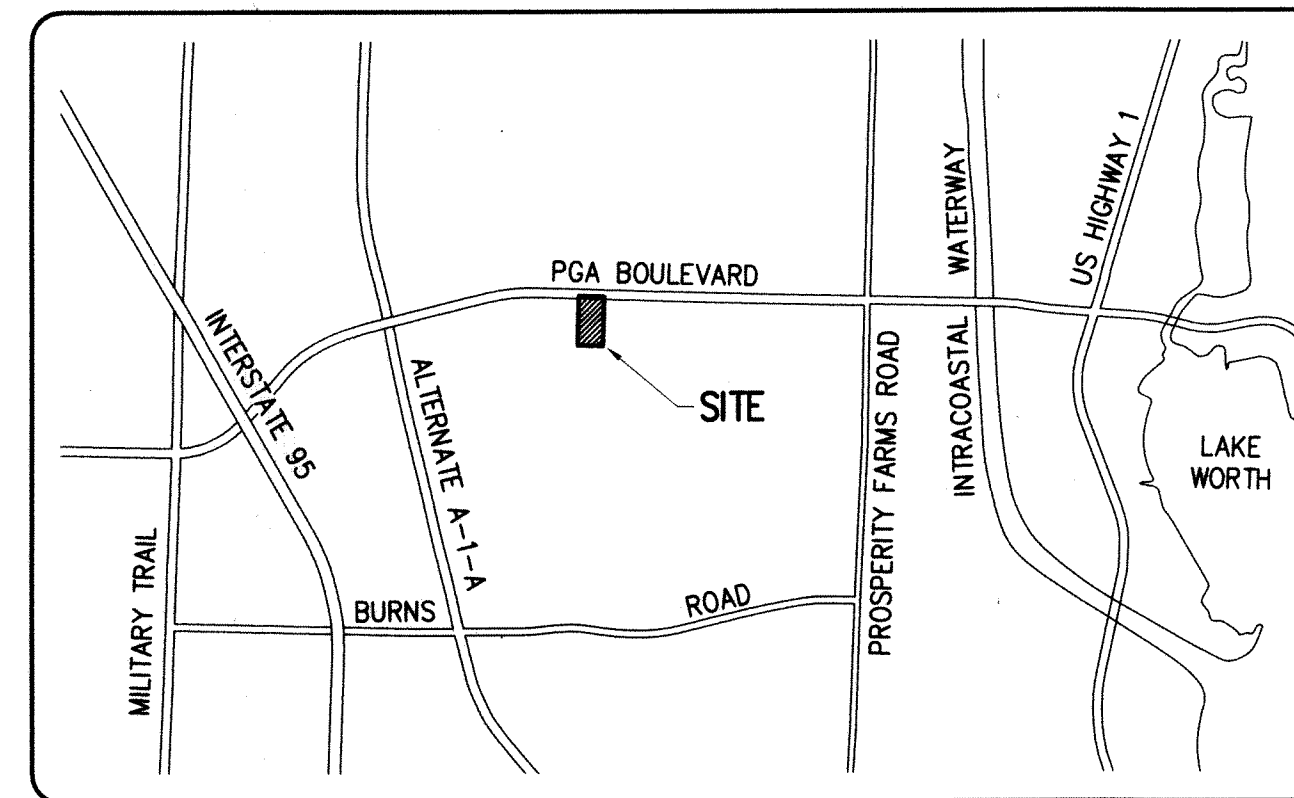 PGA BOULEVARD
INTERSTATE 95
ALTERNATE A-1-A
SITE
MILITARY TRAIL
BURNS
ROAD
PROSPERITY FARMS ROAD
INTRACOASTAL WATERWAY
US HIGHWAY 1
LAKE
WORTH